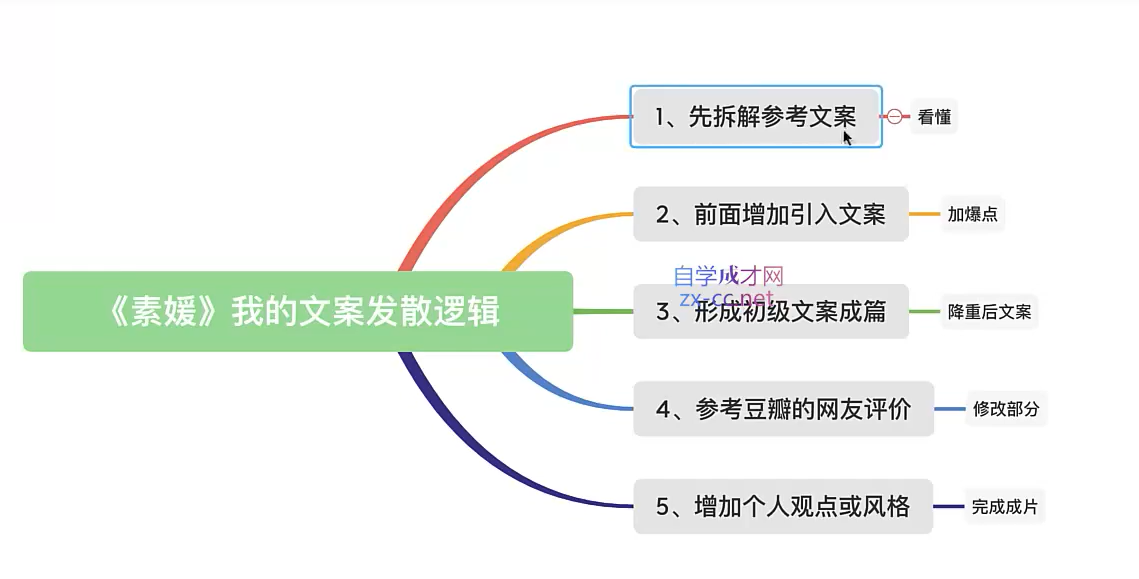 1、先拆解参考文案
看懂
2、前面增加引入文案
加爆点
《素媛》我的文案发散逻辑
自学成才网
zx-cc.net
3、形成初级文案成篇
降重后文案
4、参考豆瓣的网友评价
修改部分
5、增加个人观点或风格
完成成片